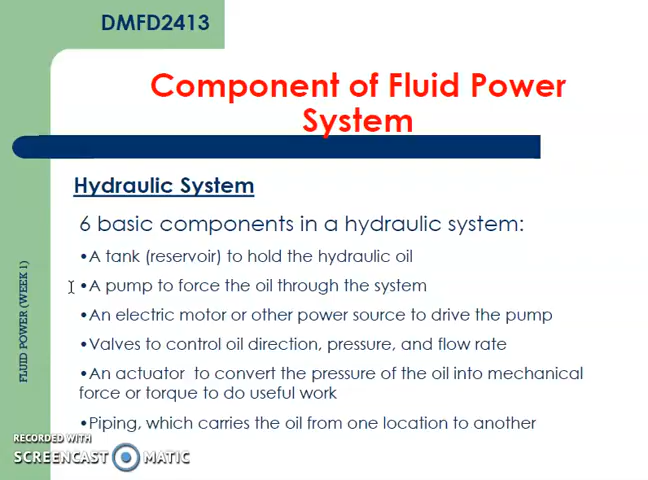 DMFD2413
Component of Fluid Power
System
Hydraulic System
6 basic components in a hydraulic system:
•A tank (reservoir) to hold the hydraulic oil
•A pump to force the oil through the system
•An electric motor or other power source to drive the pump
•Valves to control oil direction, pressure, and flow rate
•An actuator to convert the pressure of the oil into mechanical
force or torque to do useful work
•Piping, which carries the oil from one location to another
FLUID POWER (WEEK 1)
RECORDED WITH
SCREENCAST MATIC